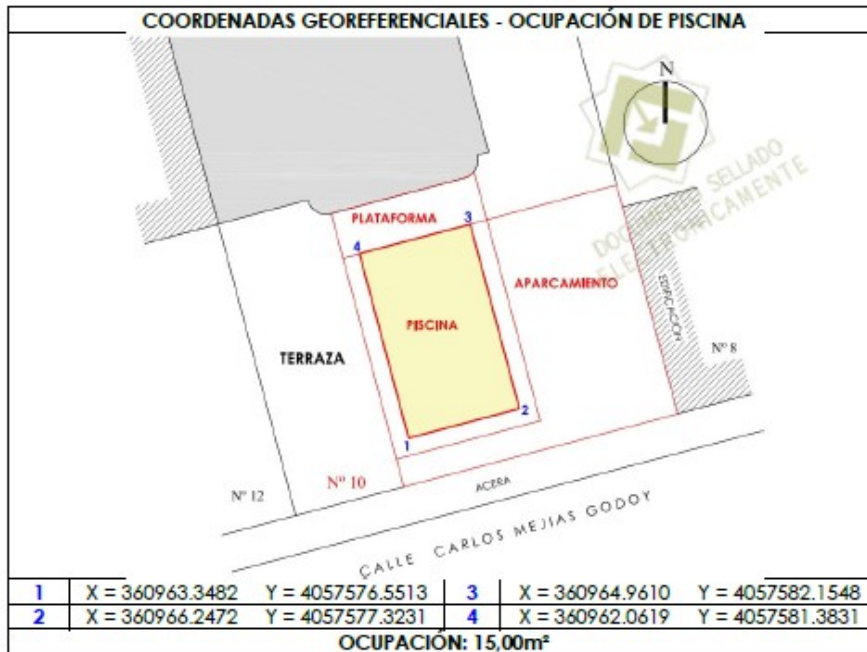 COORDENADAS GEOREFERENCIALES - OCUPACIÓN DE PISCINA
N
DOCUMENTO SELLADO
ELECTRÓNICAMENTE
PLATAFORMA
3
4
APARCAMIENTO
EDIFICACIÓN
PISCINA
Nº 8
TERRAZA
2
1
Nº 10
Nº 12
ACERA
CALLE CARLOS MEJIAS GODOY
1 X = 360963.3482 Y = 4057576.5513 3 X = 360964.9610 Y = 4057582.1548
2 X = 360966.2472 Y = 4057577.3231 4 X = 360962.0619 Y = 4057581.3831
OCUPACIÓN: 15,00m²